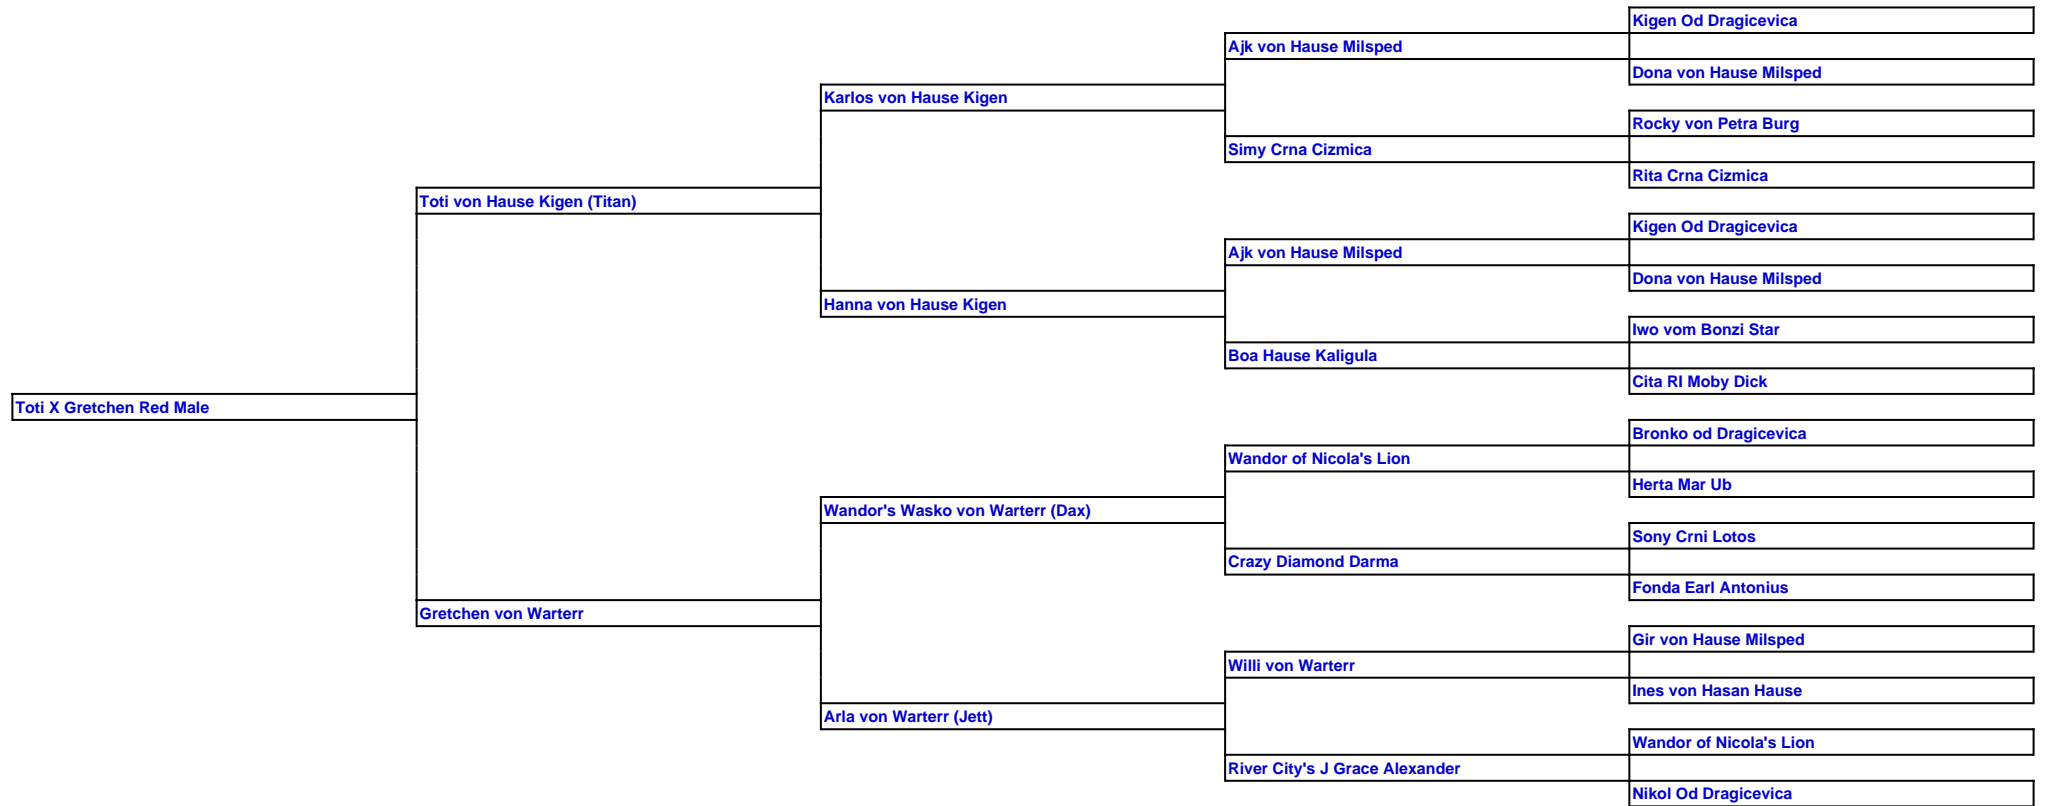 Kigen Od Dragicevica
Ajk von Hause Milsped
Dona von Hause Milsped
Karlos von Hause Kigen
Rocky von Petra Burg
Simy Crna Cizmica
Rita Crna Cizmica
Toti von Hause Kigen (Titan)
Kigen Od Dragicevica
Ajk von Hause Milsped
Dona von Hause Milsped
Hanna von Hause Kigen
Iwo vom Bonzi Star
Boa Hause Kaligula
Cita RI Moby Dick
Toti X Gretchen Red Male
Bronko od Dragicevica
Wandor of Nicola's Lion
Herta Mar Ub
Wandor's Wasko von Warterr (Dax)
Sony Crni Lotos
Crazy Diamond Darma
Fonda Earl Antonius
Gretchen von Warterr
Gir von Hause Milsped
Willi von Warterr
Ines von Hasan Hause
Arla von Warterr (Jett)
Wandor of Nicola's Lion
River City's J Grace Alexander
Nikol Od Dragicevica